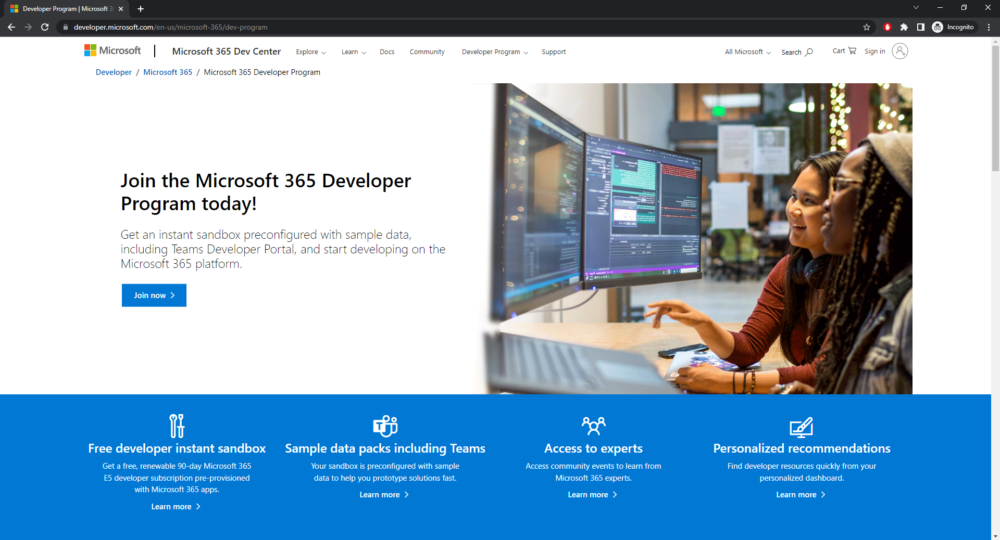 Developer Program | Microsoft 3
developer.microsoft.com/en-us/microsoft-365/dev-program
Incognito
Microsoft
Microsoft 365 Dev Center
Explore
Learn
Docs
Community
Developer Program
Support
All Microsoft
Search
Cart
Sign in
Developer / Microsoft 365 / Microsoft 365 Developer Program
Join the Microsoft 365 Developer
Program today!
Get an instant sandbox preconfigured with sample data,
including Teams Developer Portal, and start developing on the
Microsoft 365 platform.
Join now
Free developer instant sandbox
Get a free, renewable 90-day Microsoft 365
E5 developer subscription pre-provisioned
with Microsoft 365 apps.
Learn more
T
Sample data packs including Teams
Your sandbox is preconfigured with sample
data to help you prototype solutions fast.
Learn more
Access to experts
Access community events to learn from
Microsoft 365 experts.
Learn more
Personalized recommendations
Find developer resources quickly from your
personalized dashboard.
Learn more